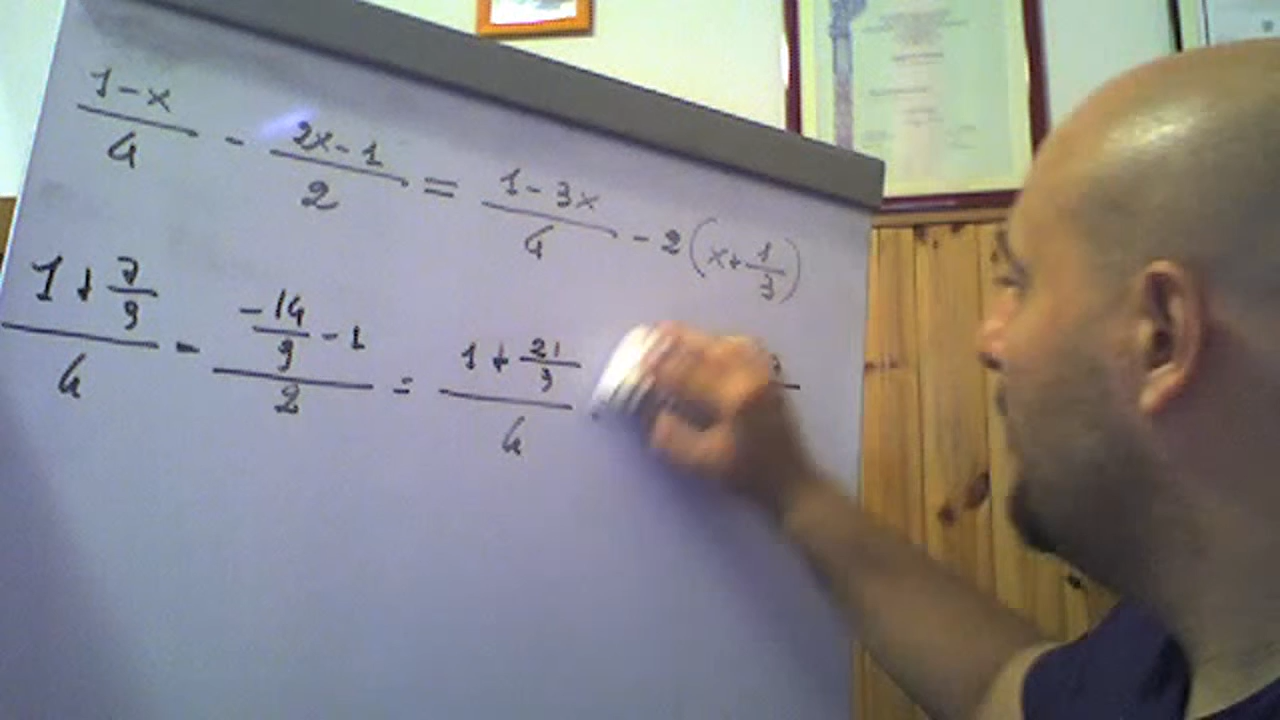 (1-x)/4 - (2x-1)/2 = (1-3x)/4 - 2(x+1/3)
(1+7/9)/4 - (-14/9-1)/2 = (1+21/9)/4